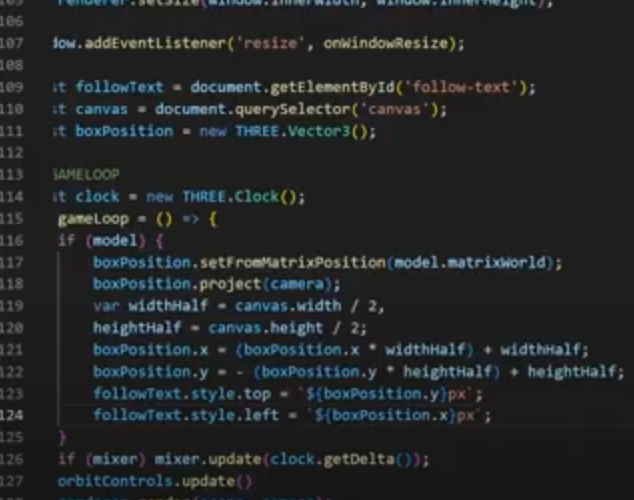 105 renderer.setSize(window.innerWidth, window.innerHeight);
106
107 dow.addEventListener('resize', onWindowResize);
108
109 st followText = document.getElementById('follow-text');
110 st canvas = document.querySelector('canvas');
111 st boxPosition = new THREE.Vector3();
112
113 GAMELOOP
114 st clock = new THREE.Clock();
115 gameLoop = () => {
116 if (model) {
117 boxPosition.setFromMatrixPosition(model.matrixWorld);
118 boxPosition.project(camera);
119 var widthHalf = canvas.width / 2,
120 heightHalf = canvas.height / 2;
121 boxPosition.x = (boxPosition.x * widthHalf) + widthHalf;
122 boxPosition.y = - (boxPosition.y * heightHalf) + heightHalf;
123 followText.style.top = `${boxPosition.y}px`;
124 followText.style.left = `${boxPosition.x}px`;
125 }
126 if (mixer) mixer.update(clock.getDelta());
127 orbitControls.update()